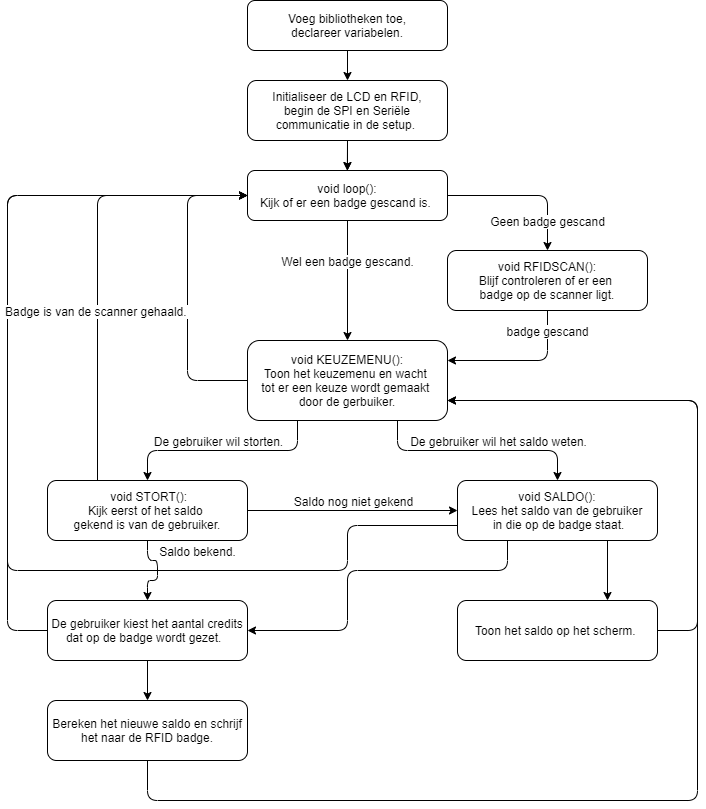 Voeg bibliotheken toe,
declareer variabelen.
Initialiseer de LCD en RFID,
begin de SPI en Seriële
communicatie in de setup.
void loop():
Kijk of er een badge gescand is.
Geen badge gescand
Wel een badge gescand.
void RFIDSCAN():
Blijf controleren of er een
badge op de scanner ligt.
Badge is van de scanner gehaald.
badge gescand
void KEUZEMENU():
Toon het keuzemenu en wacht
tot er een keuze wordt gemaakt
door de gerbuiker.
De gebruiker wil storten.
De gebruiker wil het saldo weten.
void STORT():
Kijk eerst of het saldo
gekend is van de gebruiker.
Saldo nog niet gekend
void SALDO():
Lees het saldo van de gebruiker
in die op de badge staat.
Saldo bekend.
De gebruiker kiest het aantal credits
dat op de badge wordt gezet.
Toon het saldo op het scherm.
Bereken het nieuwe saldo en schrijf
het naar de RFID badge.